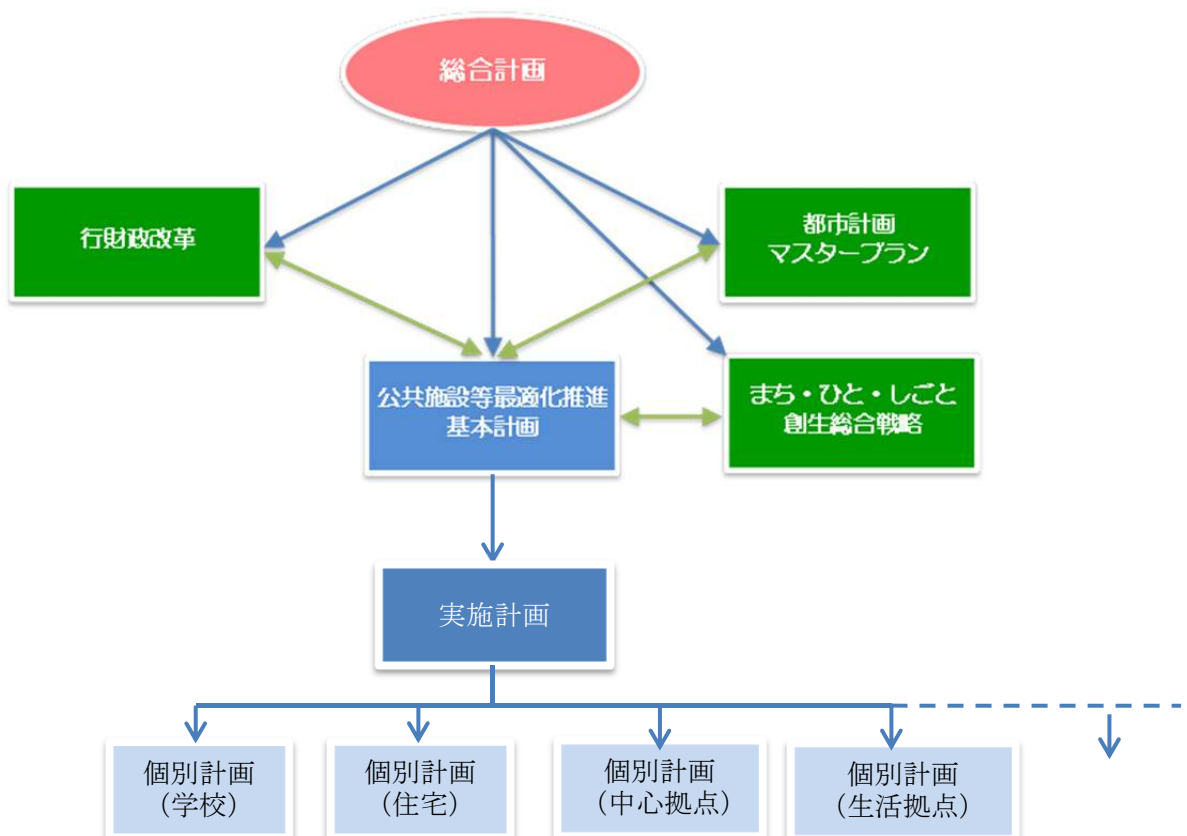 総合計画
行財政改革
都市計画
マスタープラン
公共施設等最適化推進
基本計画
まち・ひと・しごと
創生総合戦略
実施計画
個別計画
（学校）
個別計画
（住宅）
個別計画
（中心拠点）
個別計画
（生活拠点）